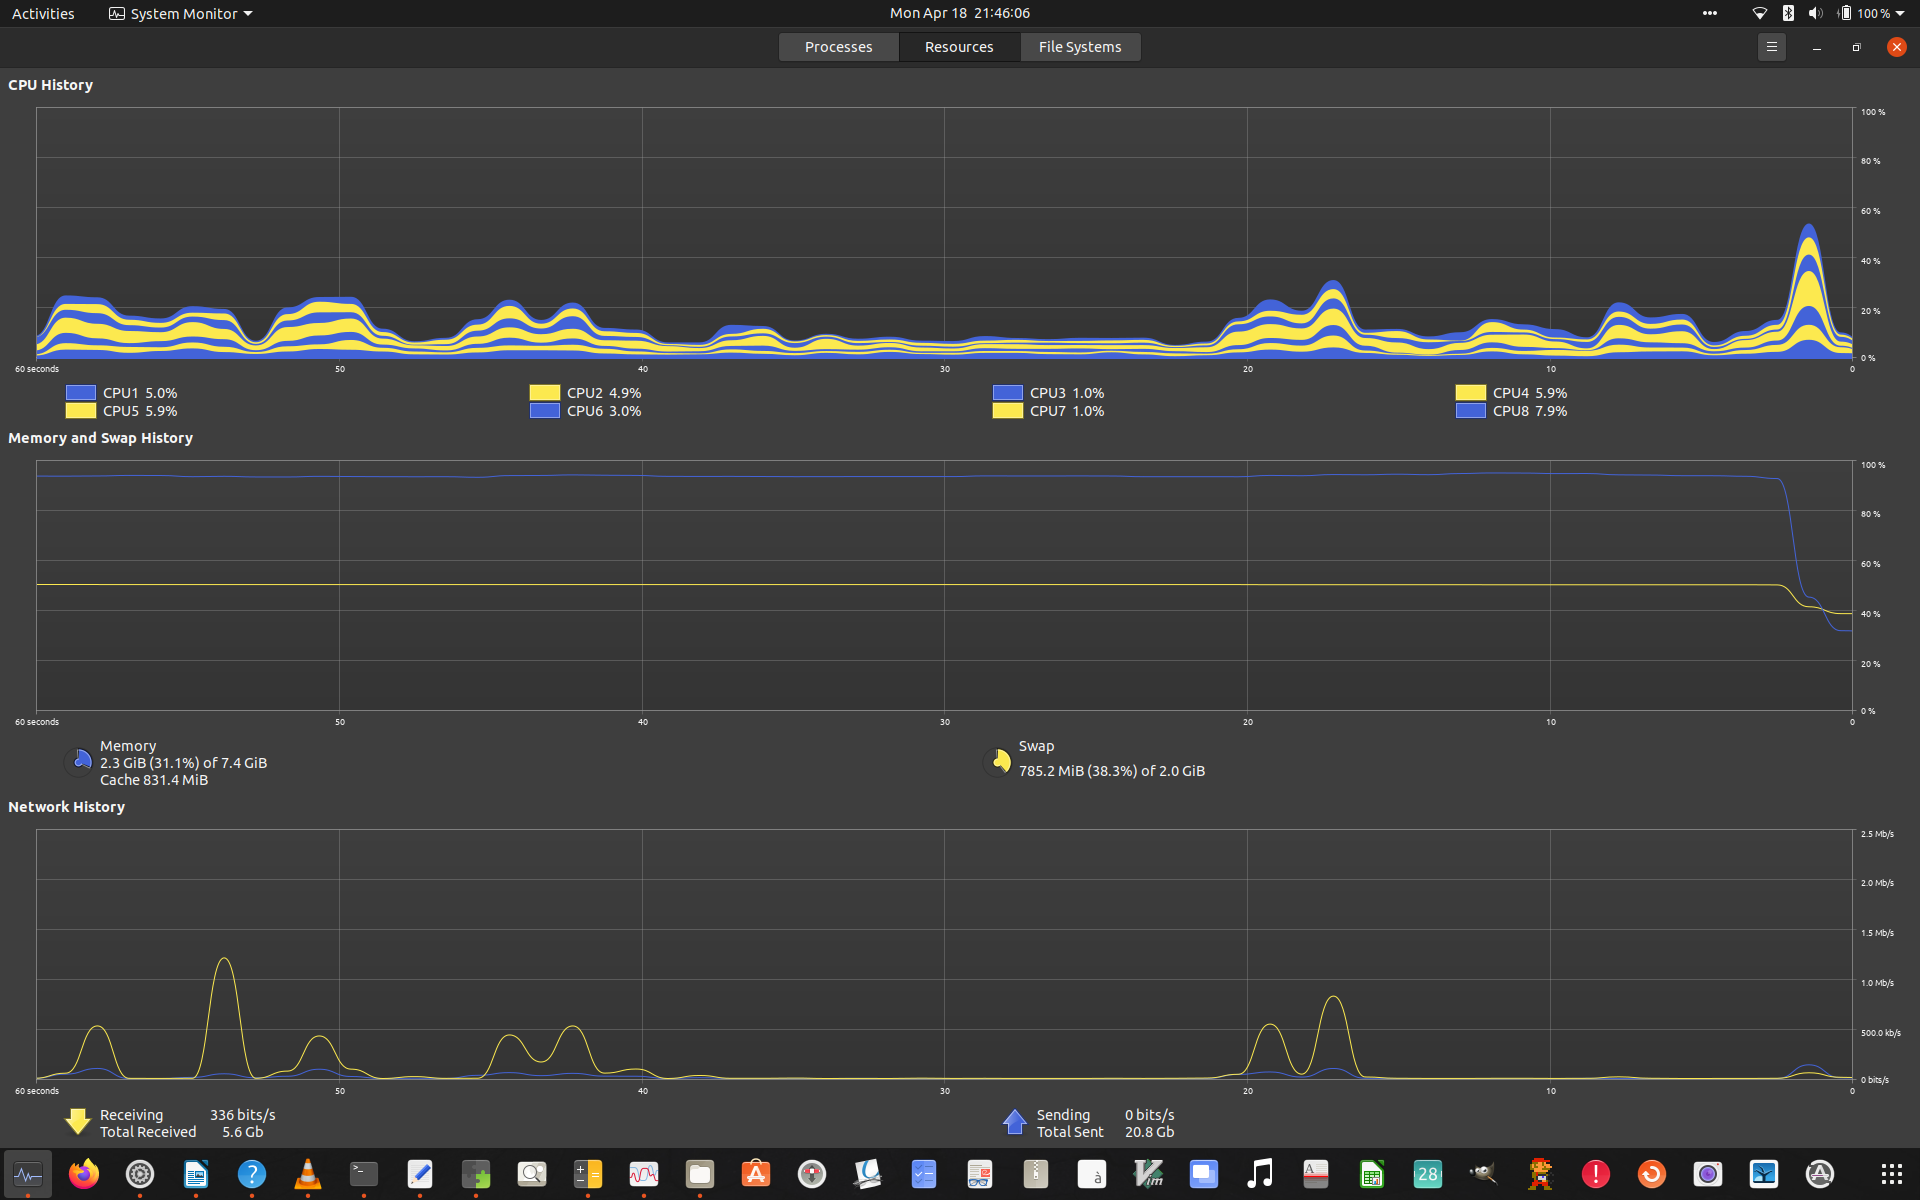 Activities System Monitor Mon Apr 18 21:46:06 100 %
Processes Resources File Systems
CPU History
100 %
80 %
60 %
40 %
20 %
0 %
60 seconds 50 40 30 20 10 0
CPU1 5.0% CPU2 4.9% CPU3 1.0% CPU4 5.9%
CPU5 5.9% CPU6 3.0% CPU7 1.0% CPU8 7.9%
Memory and Swap History
100 %
80 %
60 %
40 %
20 %
0 %
60 seconds 50 40 30 20 10 0
Memory
2.3 GiB (31.1%) of 7.4 GiB
Cache 831.4 MiB
Swap
785.2 MiB (38.3%) of 2.0 GiB
Network History
2.5 Mb/s
2.0 Mb/s
1.5 Mb/s
1.0 Mb/s
500.0 kb/s
0 bits/s
60 seconds 50 40 30 20 10 0
Receiving 336 bits/s
Total Received 5.6 Gb
Sending 0 bits/s
Total Sent 20.8 Gb
? >_ A à Vim A 28 !